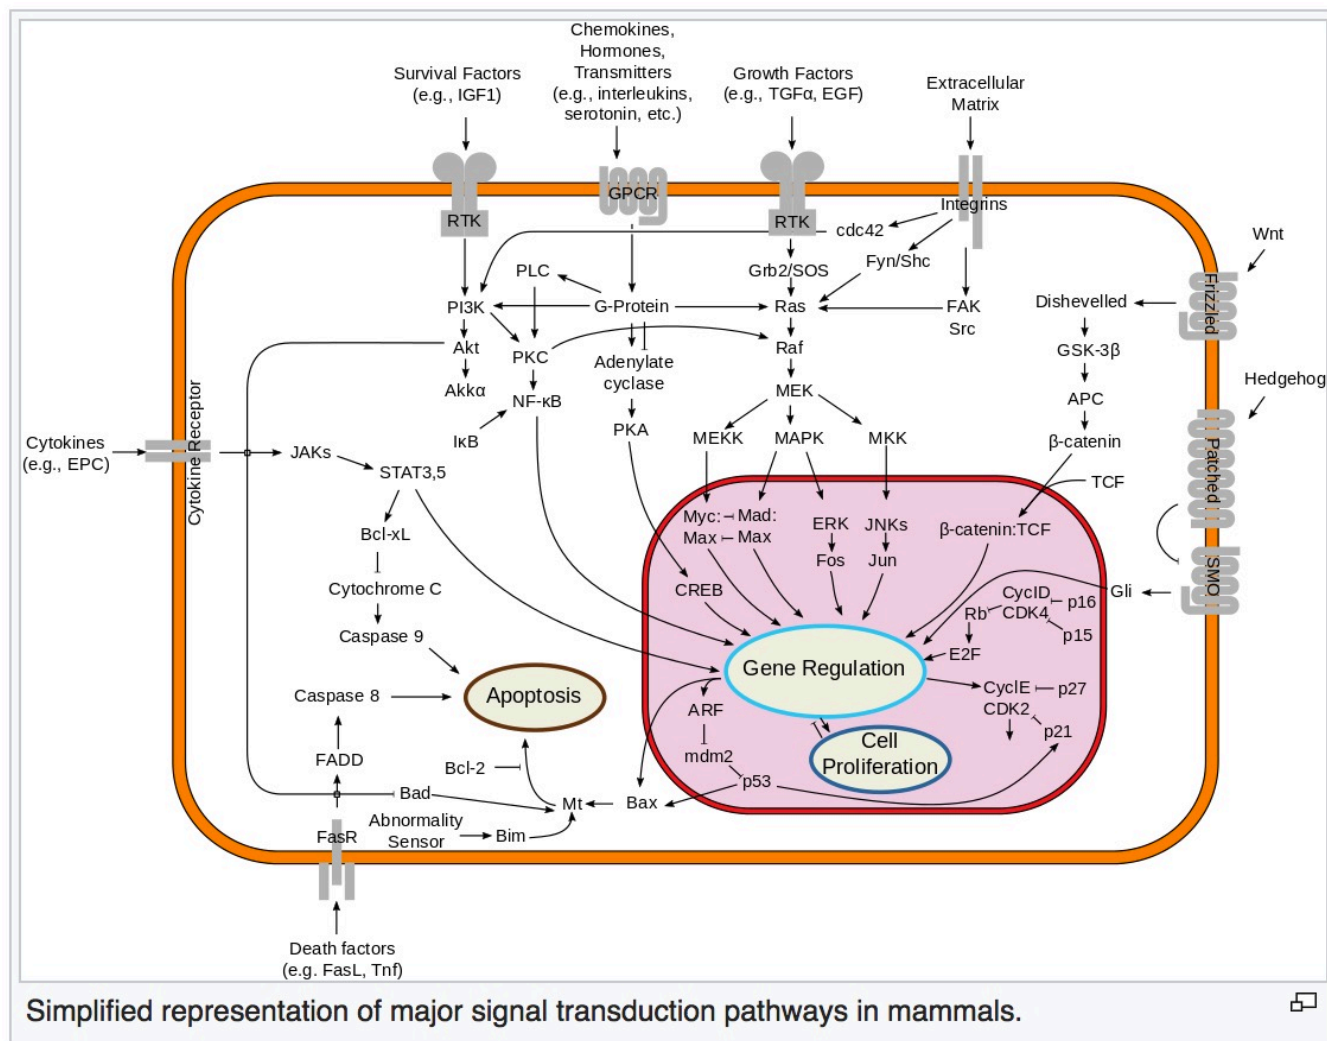 Chemokines,
Hormones,
Transmitters
(e.g., interleukins,
serotonin, etc.)
Survival Factors
(e.g., IGF1)
Growth Factors
(e.g., TGFα, EGF)
Extracellular
Matrix
GPCR
RTK
RTK
Integrins
cdc42
Wnt
Fyn/Shc
PLC
Grb2/SOS
Frizzled
PI3K
G-Protein
Ras
FAK
Src
Dishevelled
Akt
PKC
Adenylate
cyclase
Raf
GSK-3β
Akkα
NF-κB
MEK
APC
Hedgehog
IκB
PKA
MEKK
MAPK
MKK
β-catenin
Patched
Cytokines
(e.g., EPC)
Cytokine Receptor
JAKs
STAT3,5
TCF
Bcl-xL
Myc:
Mad:
Max
Max
ERK
JNKs
β-catenin:TCF
Fos
Jun
SMO
Cytochrome C
CREB
Gli
CycID
CDK4
p16
Rb
p15
Caspase 9
E2F
Gene Regulation
Caspase 8
Apoptosis
CyclE
CDK2
p27
ARF
p21
FADD
mdm2
Cell
Proliferation
Bcl-2
p53
Bad
Mt
Bax
Abnormality
Sensor
Bim
FasR
Death factors
(e.g. FasL, Tnf)
Simplified representation of major signal transduction pathways in mammals.